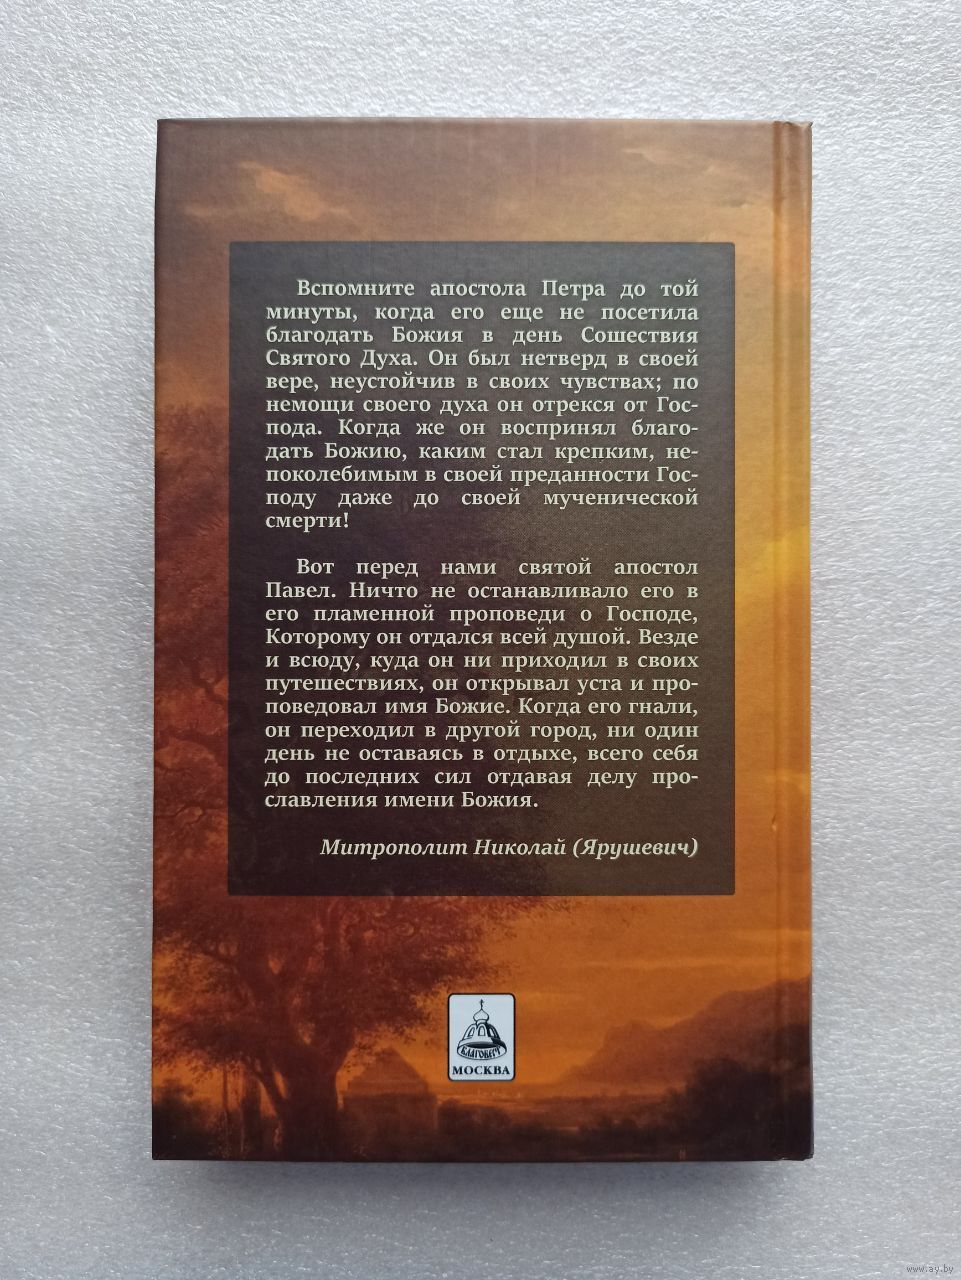 Вспомните апостола Петра до той
минуты, когда его еще не посетила
благодать Божия в день Сошествия
Святого Духа. Он был нетверд в своей
вере, неустойчив в своих чувствах; по
немощи своего духа он отрекся от Гос-
пода. Когда же он воспринял благо-
дать Божию, каким стал крепким, не-
поколебимым в своей преданности Гос-
поду даже до своей мученической
смерти!
Вот перед нами святой апостол
Павел. Ничто не останавливало его в
его пламенной проповеди о Господе,
Которому он отдался всей душой. Везде
и всюду, куда он ни приходил в своих
путешествиях, он открывал уста и про-
поведовал имя Божие. Когда его гнали,
он переходил в другой город, ни один
день не оставаясь в отдыхе, всего себя
до последних сил отдавая делу про-
славления имени Божия.
Митрополит Николай (Ярушевич)
БЛАГОВЕСТ
МОСКВА
www.ay.by